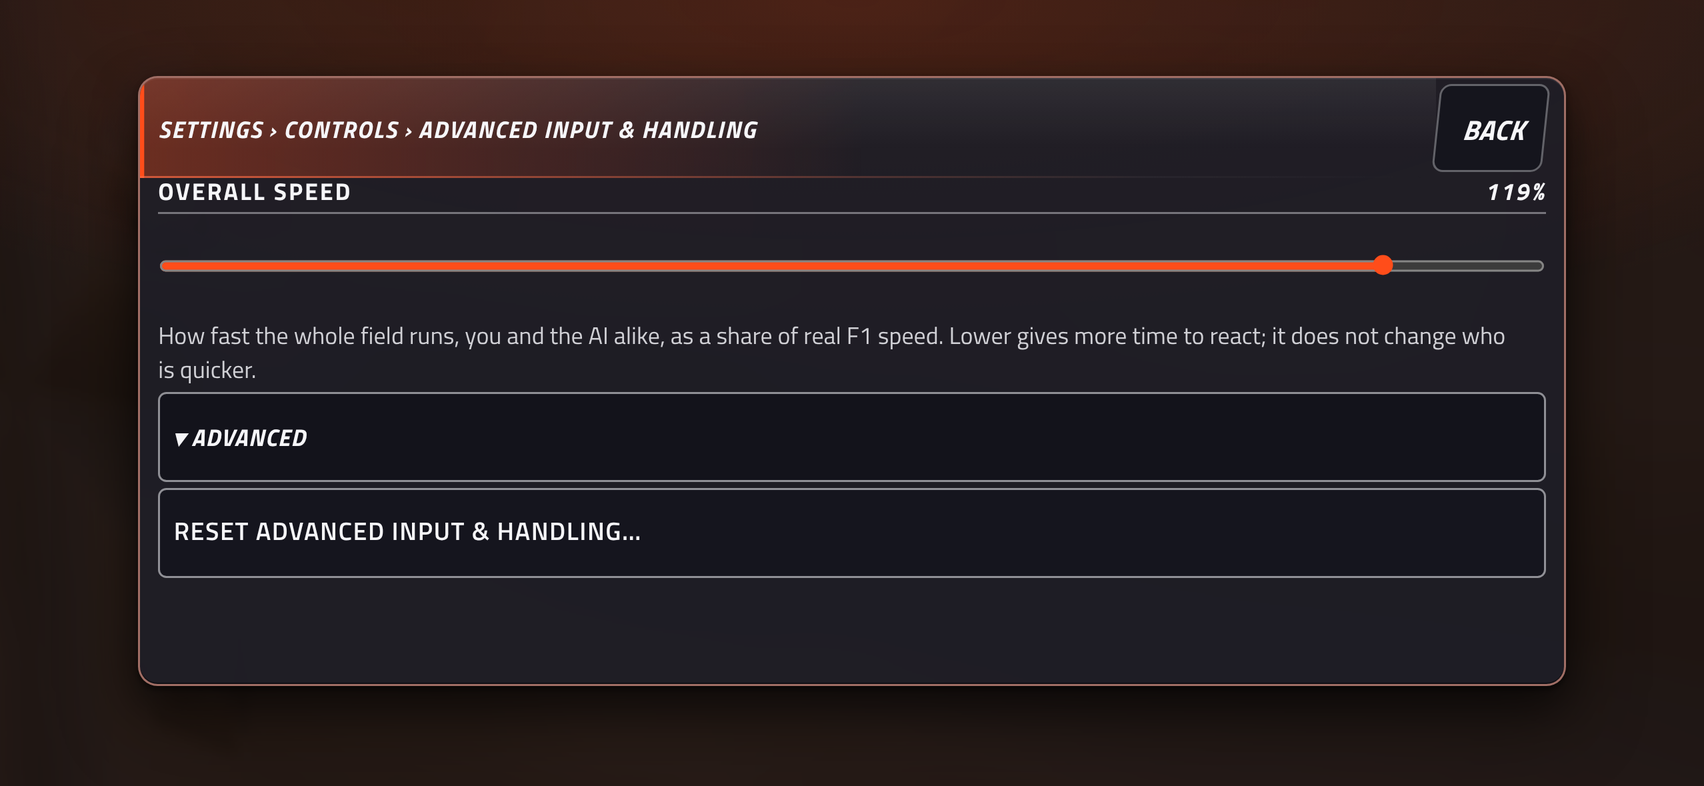 SETTINGS › CONTROLS › ADVANCED INPUT & HANDLING
BACK
OVERALL SPEED 119%
How fast the whole field runs, you and the AI alike, as a share of real F1 speed. Lower gives more time to react; it does not change who
is quicker.
▼ ADVANCED
RESET ADVANCED INPUT & HANDLING...